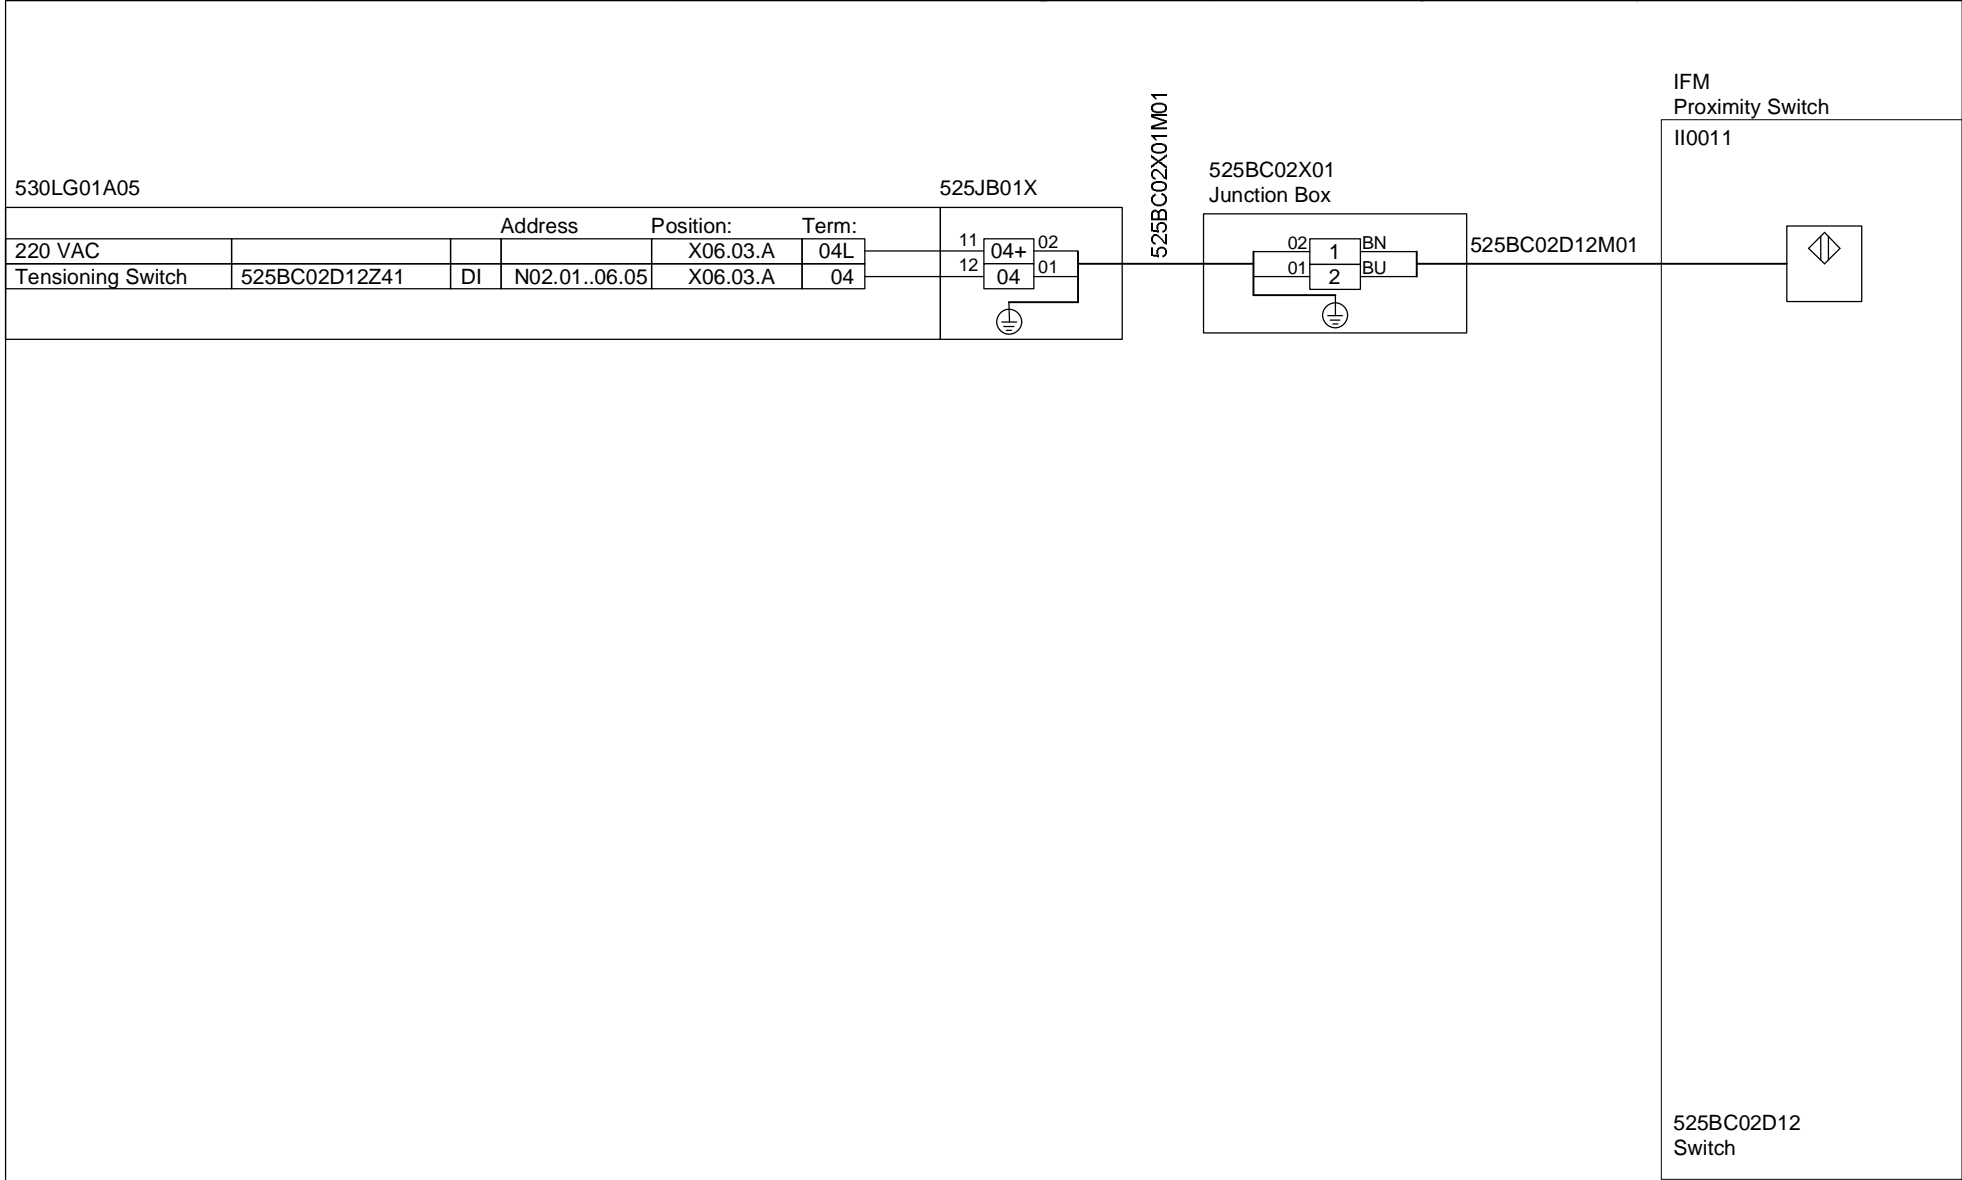 IFM
Proximity Switch
II0011
525BC02X01M01
525BC02X01
Junction Box
530LG01A05
525JB01X
Address Position: Term:
220 VAC X06.03.A 04L 11 04+ 02
Tensioning Switch 525BC02D12Z41 DI N02.01..06.05 X06.03.A 04 12 04 01
02 1 BN
01 2 BU
525BC02D12M01
525BC02D12
Switch